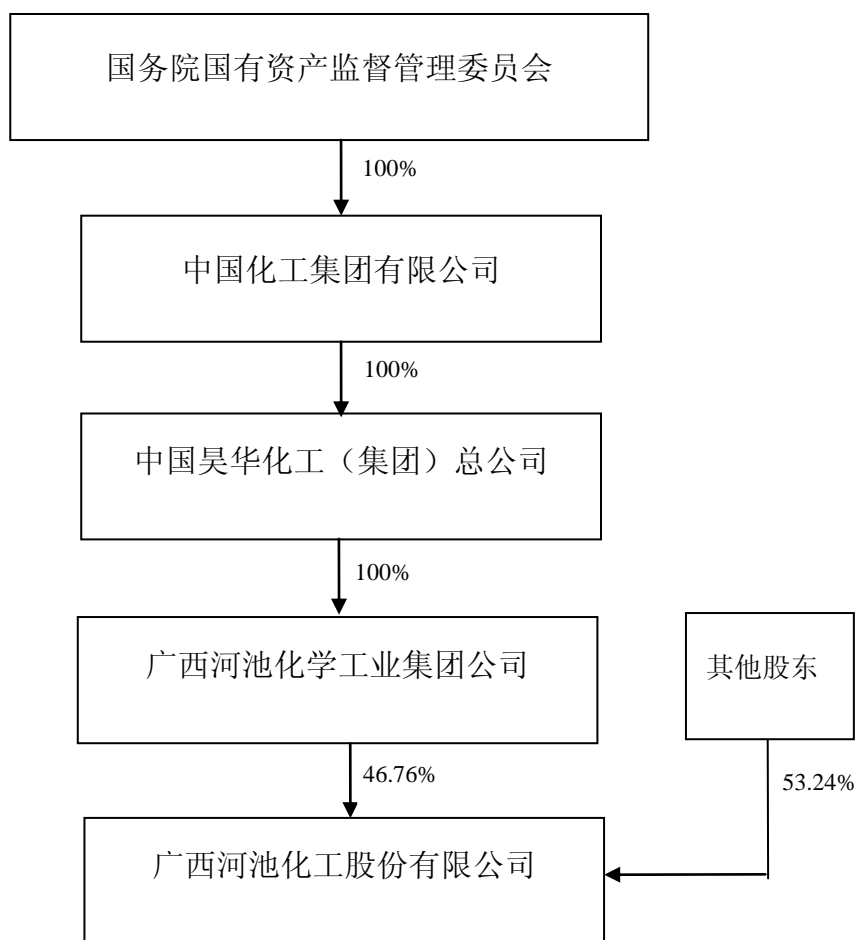 国务院国有资产监督管理委员会
100%
中国化工集团有限公司
100%
中国昊华化工（集团）总公司
100%
广西河池化学工业集团公司
其他股东
46.76%
53.24%
广西河池化工股份有限公司